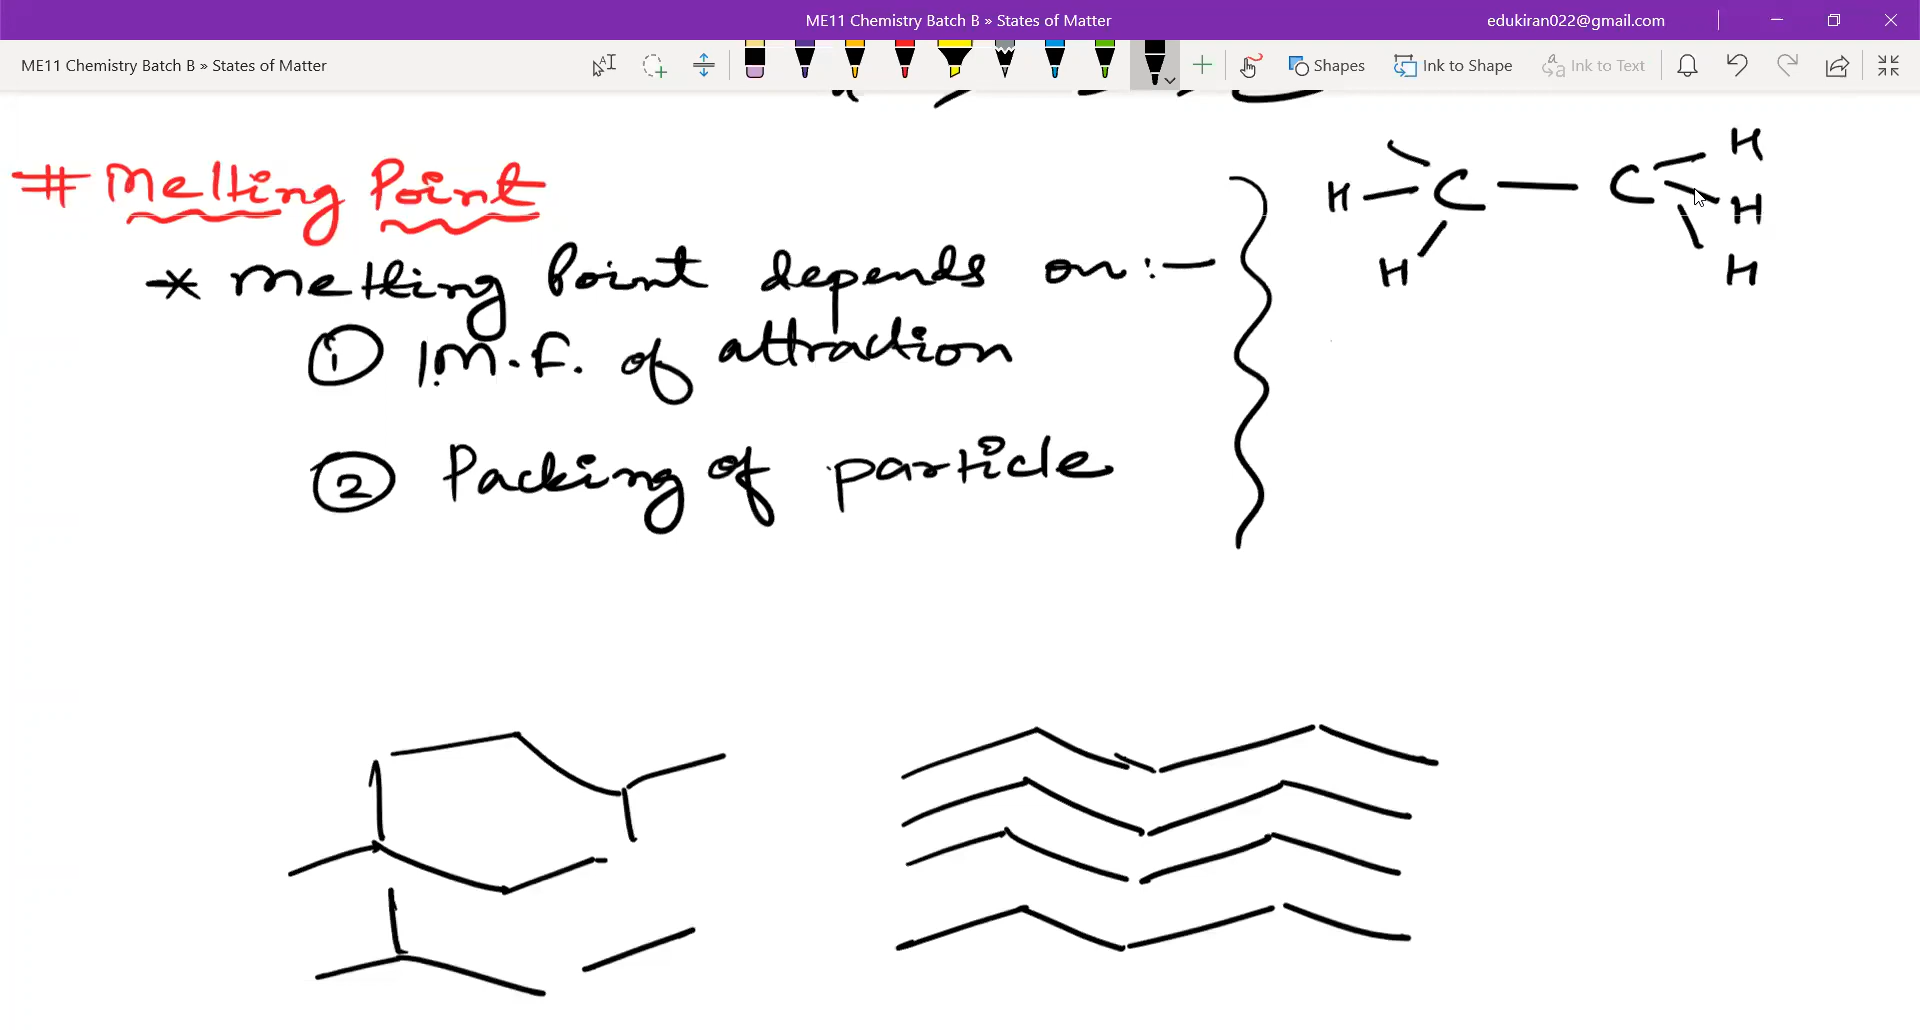 ME11 Chemistry Batch B » States of Matter
edukiran022@gmail.com
ME11 Chemistry Batch B » States of Matter
Shapes
Ink to Shape
Ink to Text
# Melting Point
* Melting Point depends on :-
① I.M.F. of attraction
② Packing of particle
H
H C C H
H H